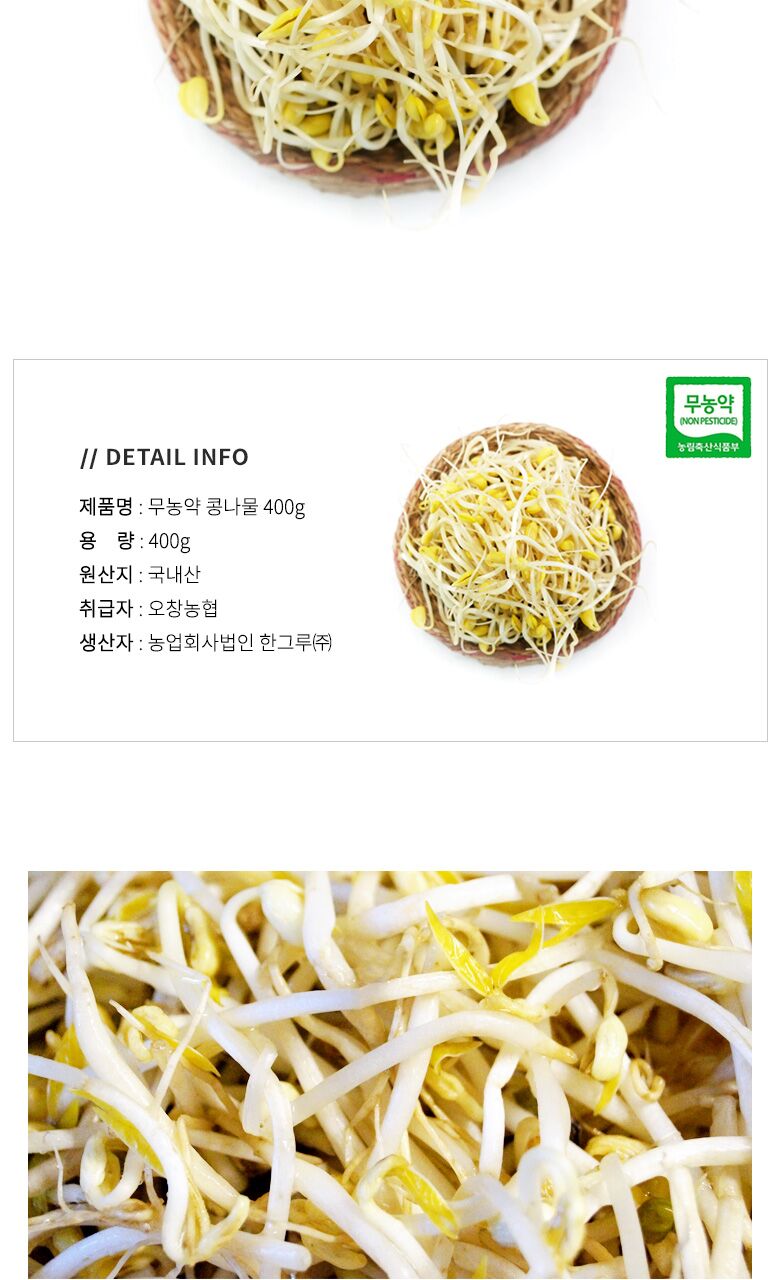 무농약
(NON PESTICIDE)
농림축산식품부
// DETAIL INFO
제품명 : 무농약 콩나물 400g
용 량 : 400g
원산지 : 국내산
취급자 : 오창농협
생산자 : 농업회사법인 한그루㈜